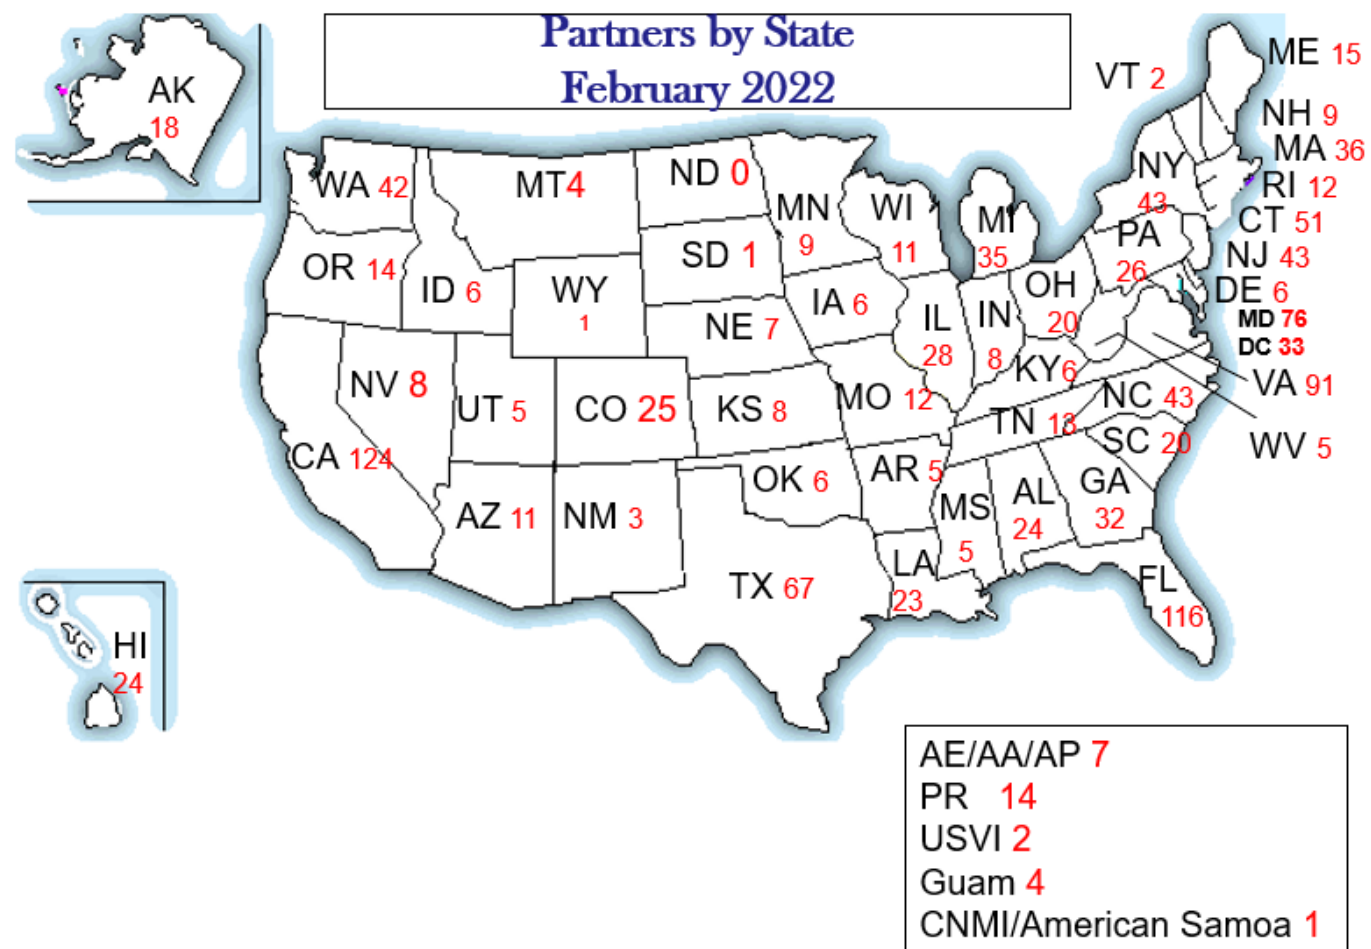 Partners by State
February 2022
AK
18
VT 2
ME 15
NH 9
MA 36
RI 12
CT 51
NJ 43
DE 6
MD 76
DC 33
VA 91
WV 5
WA 42
MT4
ND 0
MN
9
WI
11
MI
35
NY
43
PA
26
OR 14
ID 6
WY
1
SD 1
IA 6
NE 7
IL
28
IN
8
OH
20
KY6
NV 8
UT 5
CO 25
KS 8
MO 12
TN 13
NC 43
SC 20
CA 124
AZ 11
NM 3
OK 6
AR 5
MS
5
AL
24
GA
32
TX 67
LA
23
FL
116
HI
24
AE/AA/AP 7
PR 14
USVI 2
Guam 4
CNMI/American Samoa 1